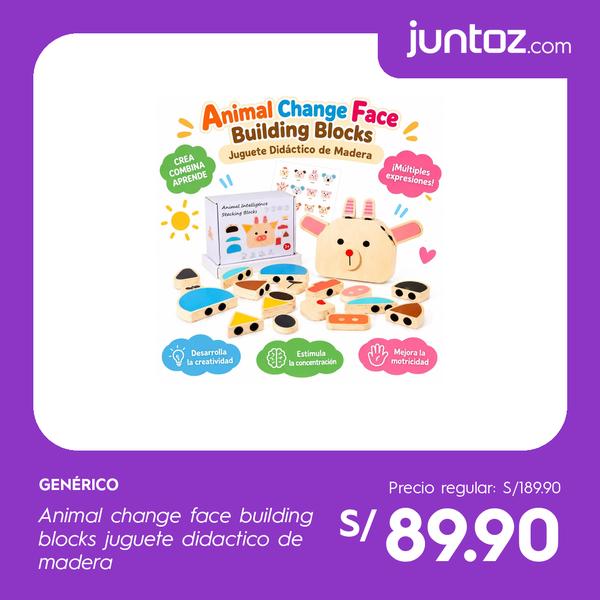 juntoz.com
Animal Change Face
Building Blocks
Juguete Didáctico de Madera
CREA
COMBINA
APRENDE
¡Múltiples
expresiones!
Animal Intelligence
Stacking Blocks
3+
Desarrolla
la creatividad
Estimula
la concentración
Mejora la
motricidad
GENÉRICO
Animal change face building
blocks juguete didactico de
madera
Precio regular: S/189.90
S/ 89.90